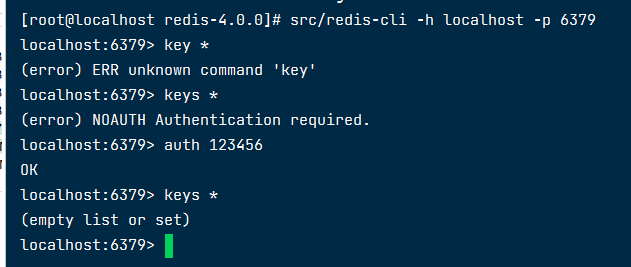 [root@localhost redis-4.0.0]# src/redis-cli -h localhost -p 6379
localhost:6379> key *
(error) ERR unknown command 'key'
localhost:6379> keys *
(error) NOAUTH Authentication required.
localhost:6379> auth 123456
OK
localhost:6379> keys *
(empty list or set)
localhost:6379>